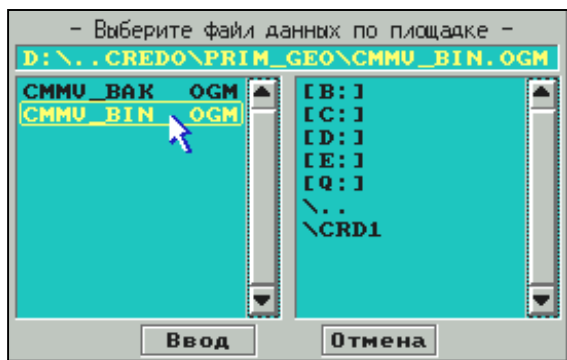 – Выберите файл данных по площадке –
D:\..CREDO\PRIM_GEO\CMMV_BIN.OGM
CMMV_BAK OGM
CMMV_BIN OGM
[B:]
[C:]
[D:]
[E:]
[Q:]
\..
\CRD1
Ввод
Отмена